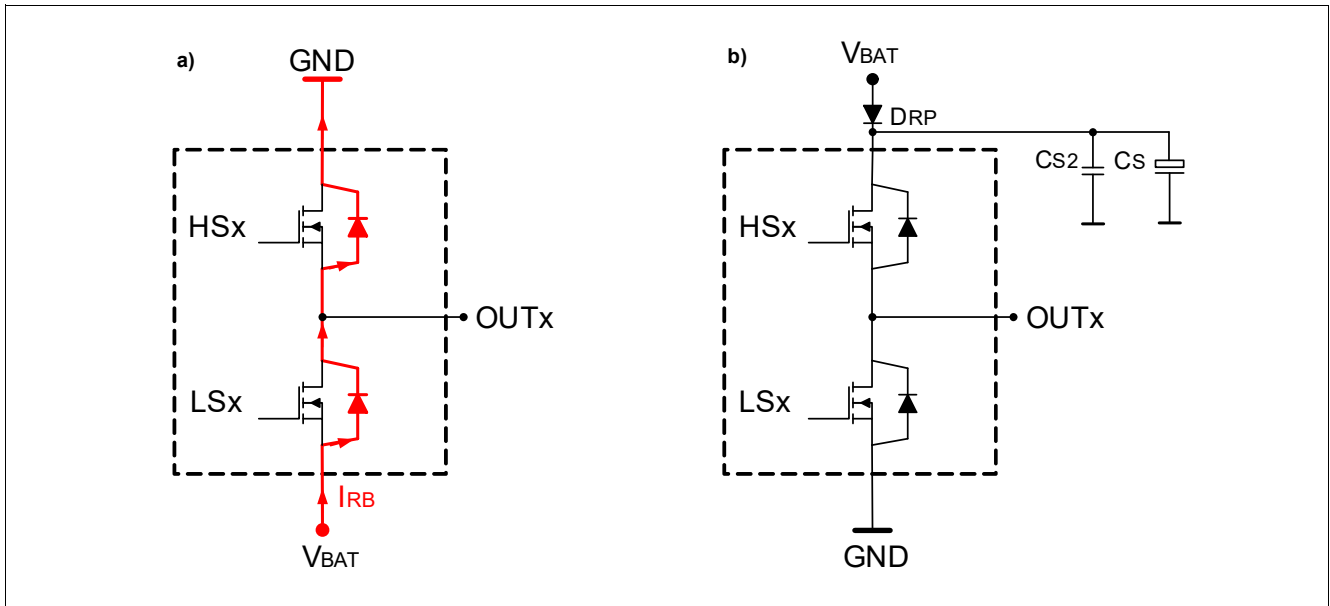 a)
GND
HSx
OUTx
LSx
IRB
VBAT
b)
VBAT
DRP
CS2
CS
HSx
OUTx
LSx
GND